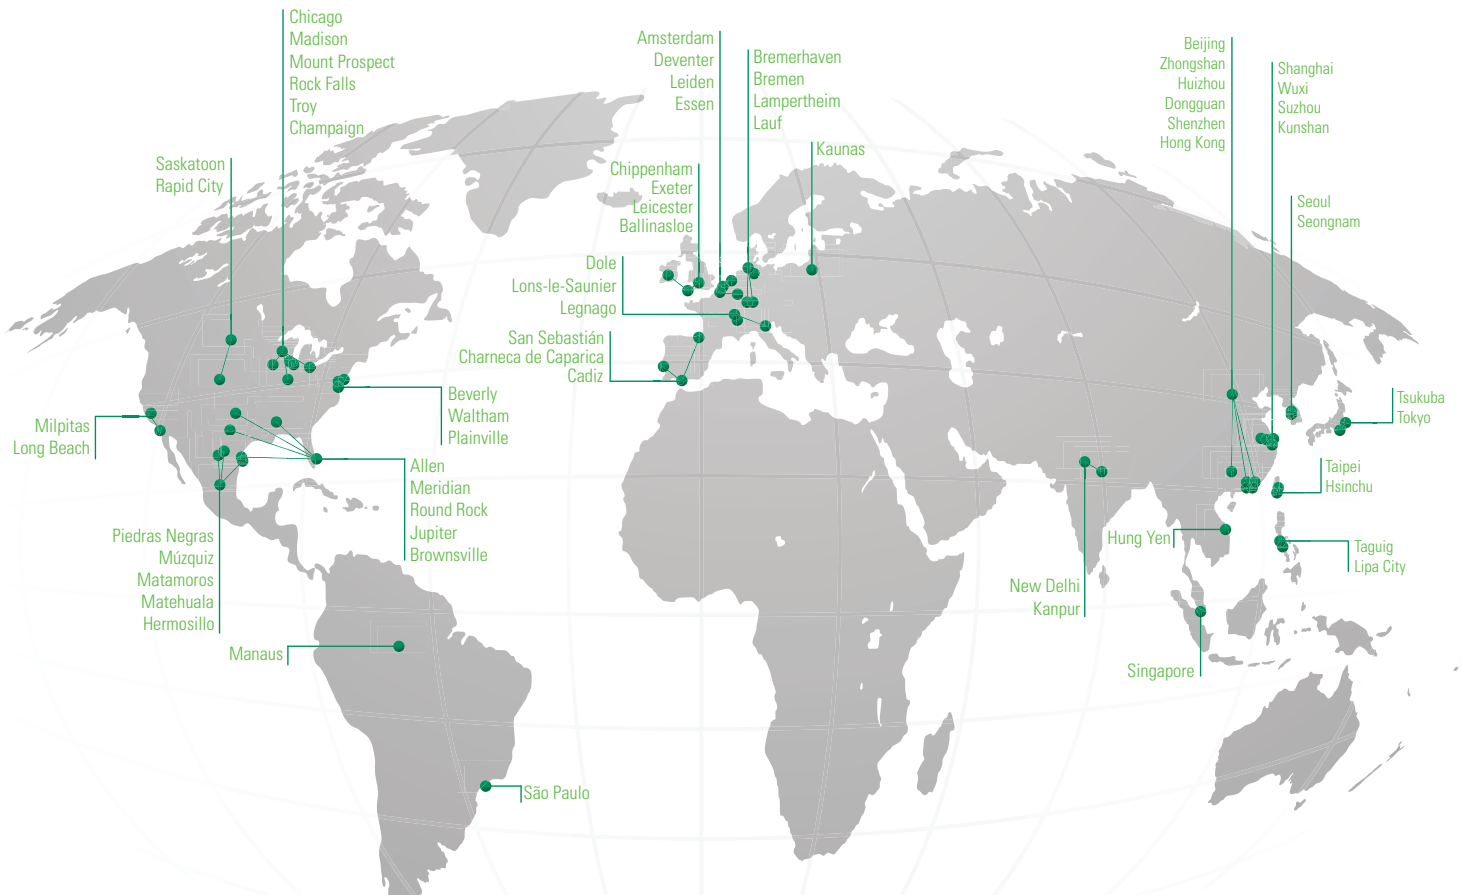 Chicago
Madison
Mount Prospect
Rock Falls
Troy
Champaign
Saskatoon
Rapid City
Milpitas
Long Beach
Beverly
Waltham
Plainville
Allen
Meridian
Round Rock
Jupiter
Brownsville
Piedras Negras
Múzquiz
Matamoros
Matehuala
Hermosillo
Manaus
São Paulo
Amsterdam
Deventer
Leiden
Essen
Bremerhaven
Bremen
Lampertheim
Lauf
Kaunas
Chippenham
Exeter
Leicester
Ballinasloe
Dole
Lons-le-Saunier
Legnago
San Sebastián
Charneca de Caparica
Cadiz
Beijing
Zhongshan
Huizhou
Dongguan
Shenzhen
Hong Kong
Shanghai
Wuxi
Suzhou
Kunshan
Seoul
Seongnam
Tsukuba
Tokyo
Taipei
Hsinchu
Hung Yen
Taguig
Lipa City
New Delhi
Kanpur
Singapore